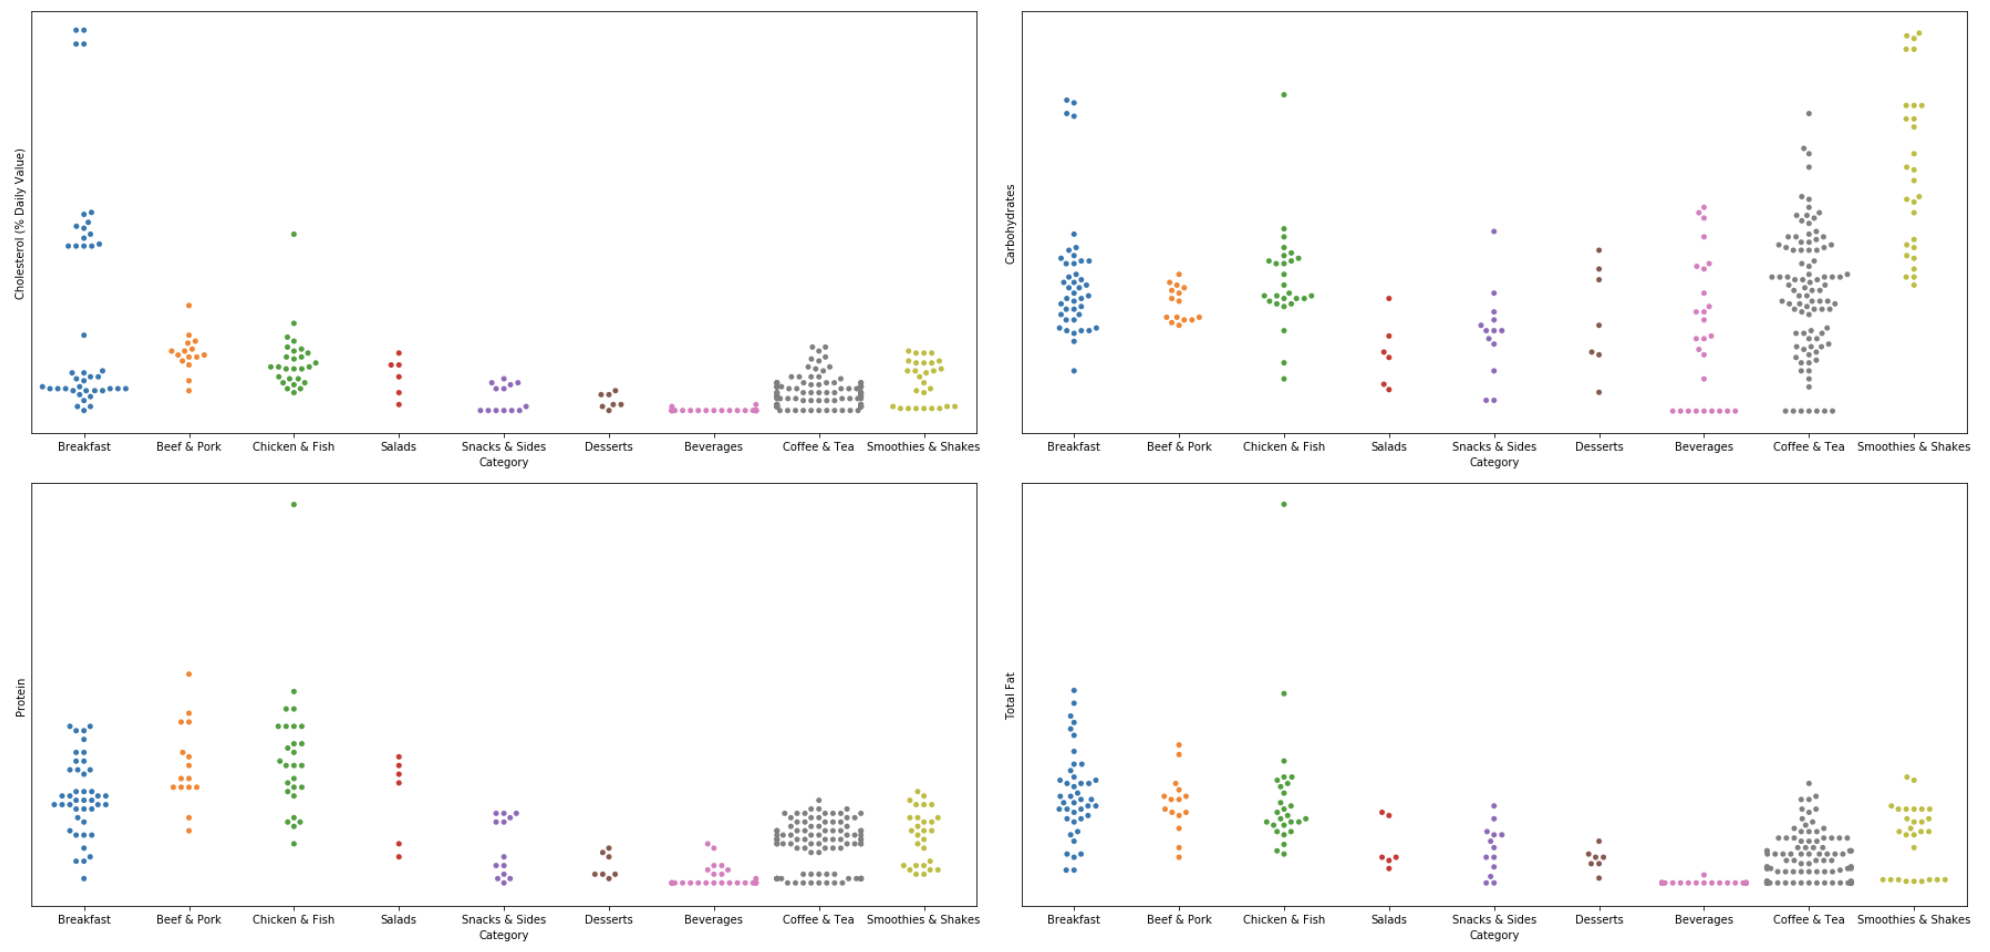 Cholesterol (% Daily Value)
Breakfast Beef & Pork Chicken & Fish Salads Snacks & Sides Desserts Beverages Coffee & Tea Smoothies & Shakes
Category
Carbohydrates
Breakfast Beef & Pork Chicken & Fish Salads Snacks & Sides Desserts Beverages Coffee & Tea Smoothies & Shakes
Category
Protein
Breakfast Beef & Pork Chicken & Fish Salads Snacks & Sides Desserts Beverages Coffee & Tea Smoothies & Shakes
Category
Total Fat
Breakfast Beef & Pork Chicken & Fish Salads Snacks & Sides Desserts Beverages Coffee & Tea Smoothies & Shakes
Category